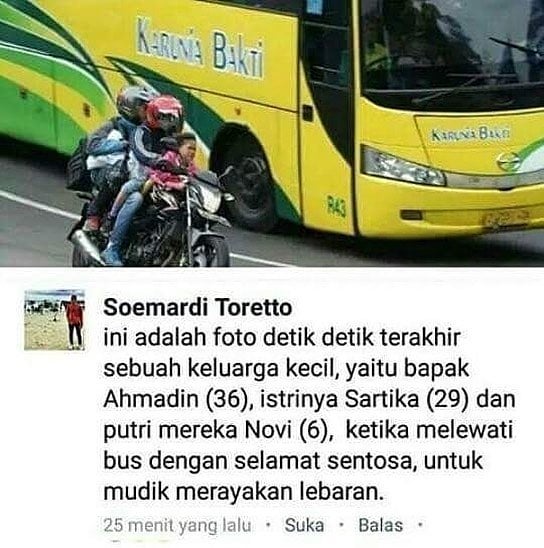 KARUNIA BAKTI
KARUNIA BAKTI
R43
Soemardi Toretto
ini adalah foto detik detik terakhir
sebuah keluarga kecil, yaitu bapak
Ahmadin (36), istrinya Sartika (29) dan
putri mereka Novi (6), ketika melewati
bus dengan selamat sentosa, untuk
mudik merayakan lebaran.
25 menit yang lalu · Suka · Balas ·